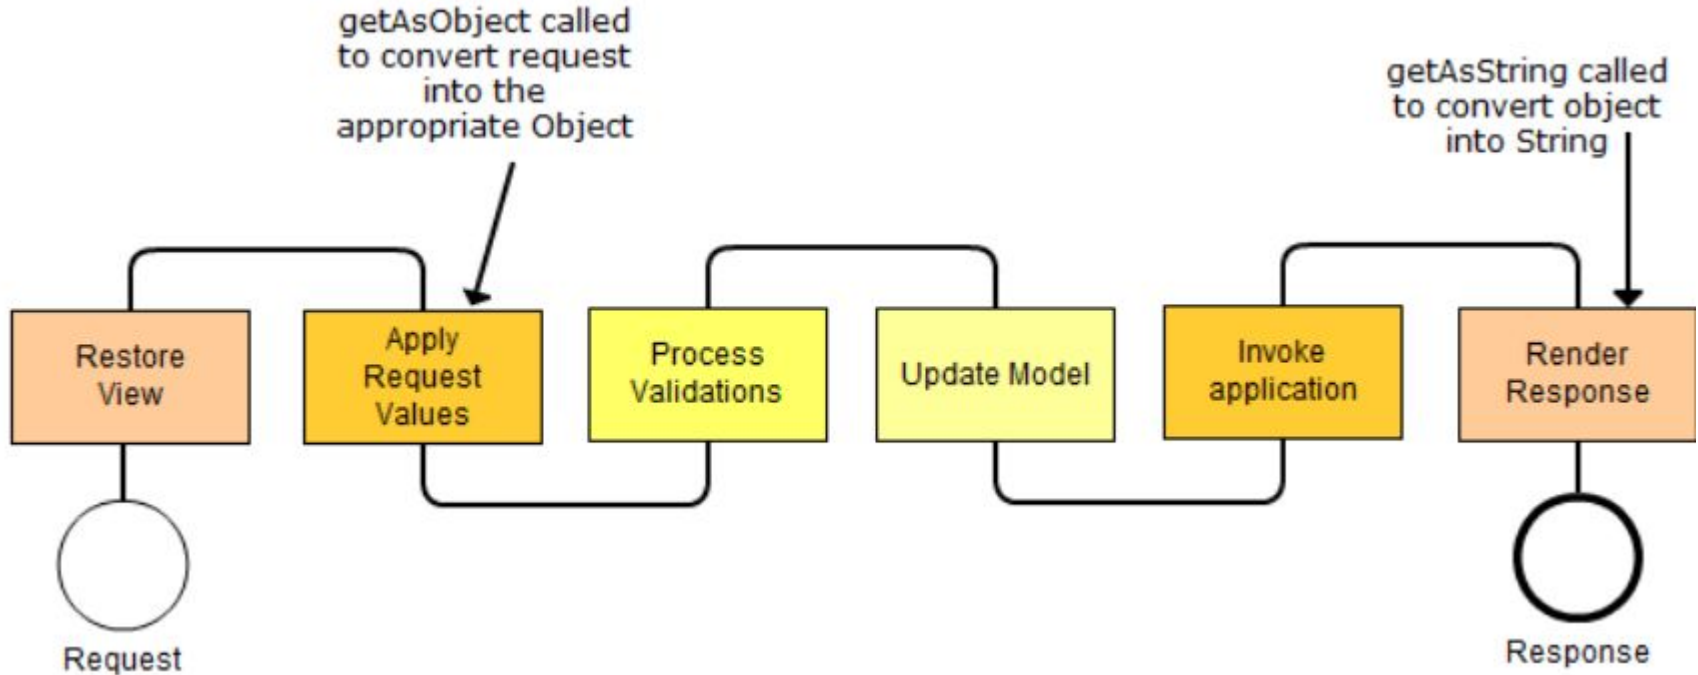 getAsObject called
to convert request
into the
appropriate Object
getAsString called
to convert object
into String
Restore
View
Apply
Request
Values
Process
Validations
Update Model
Invoke
application
Render
Response
Request
Response